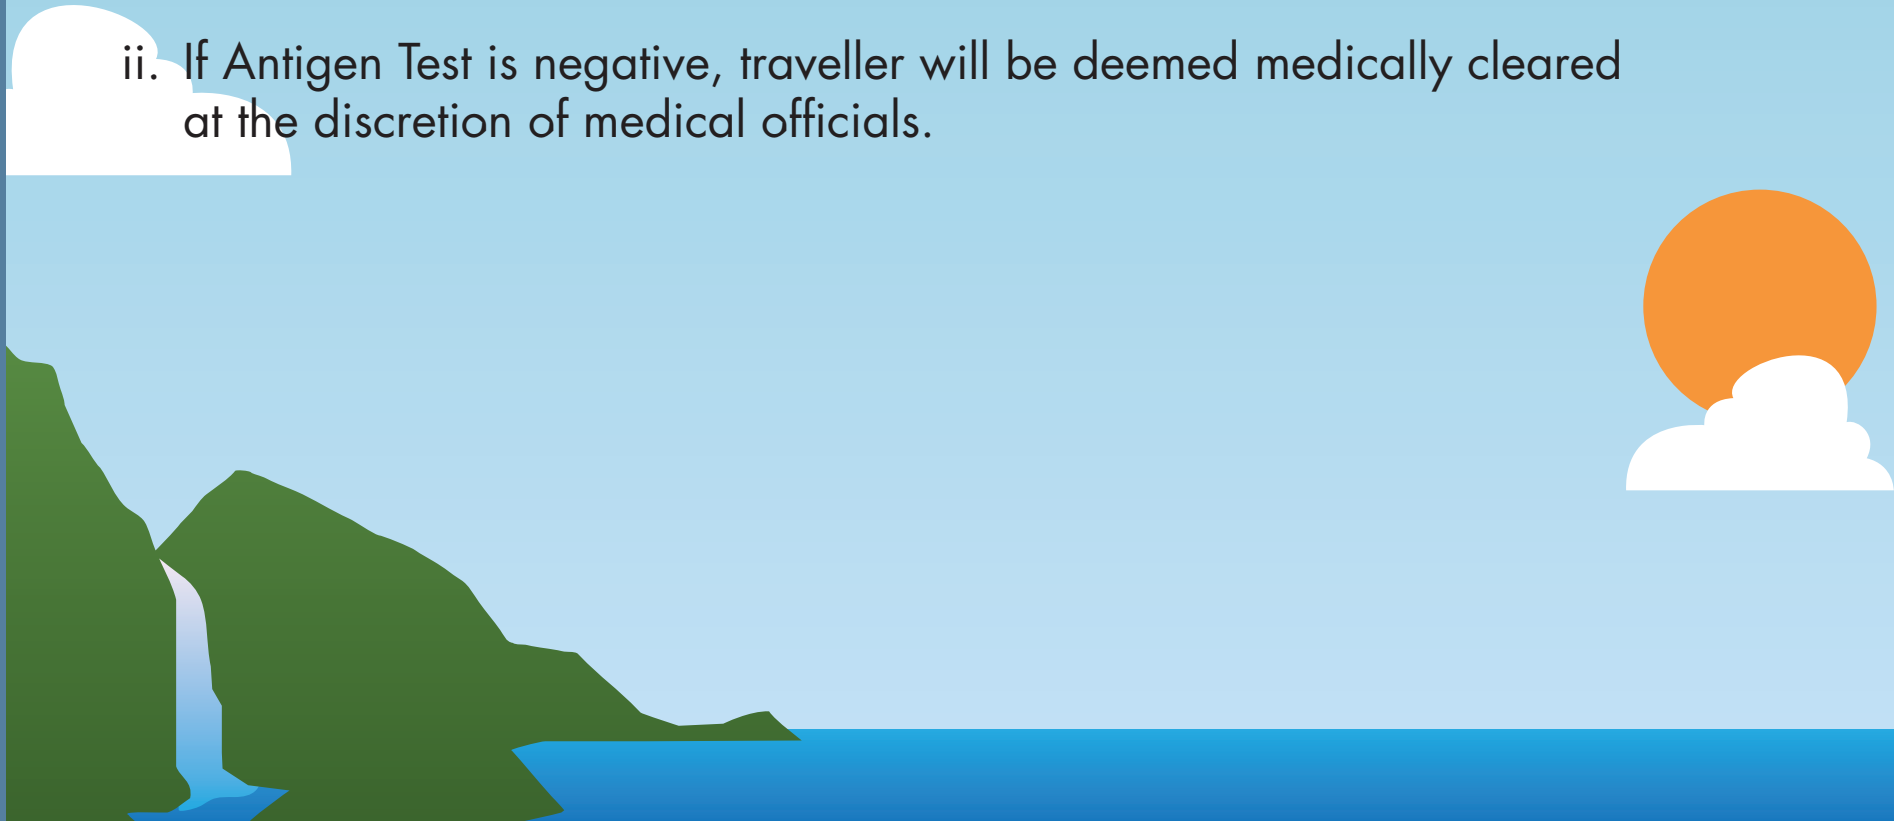 ii. If Antigen Test is negative, traveller will be deemed medically cleared
at the discretion of medical officials.